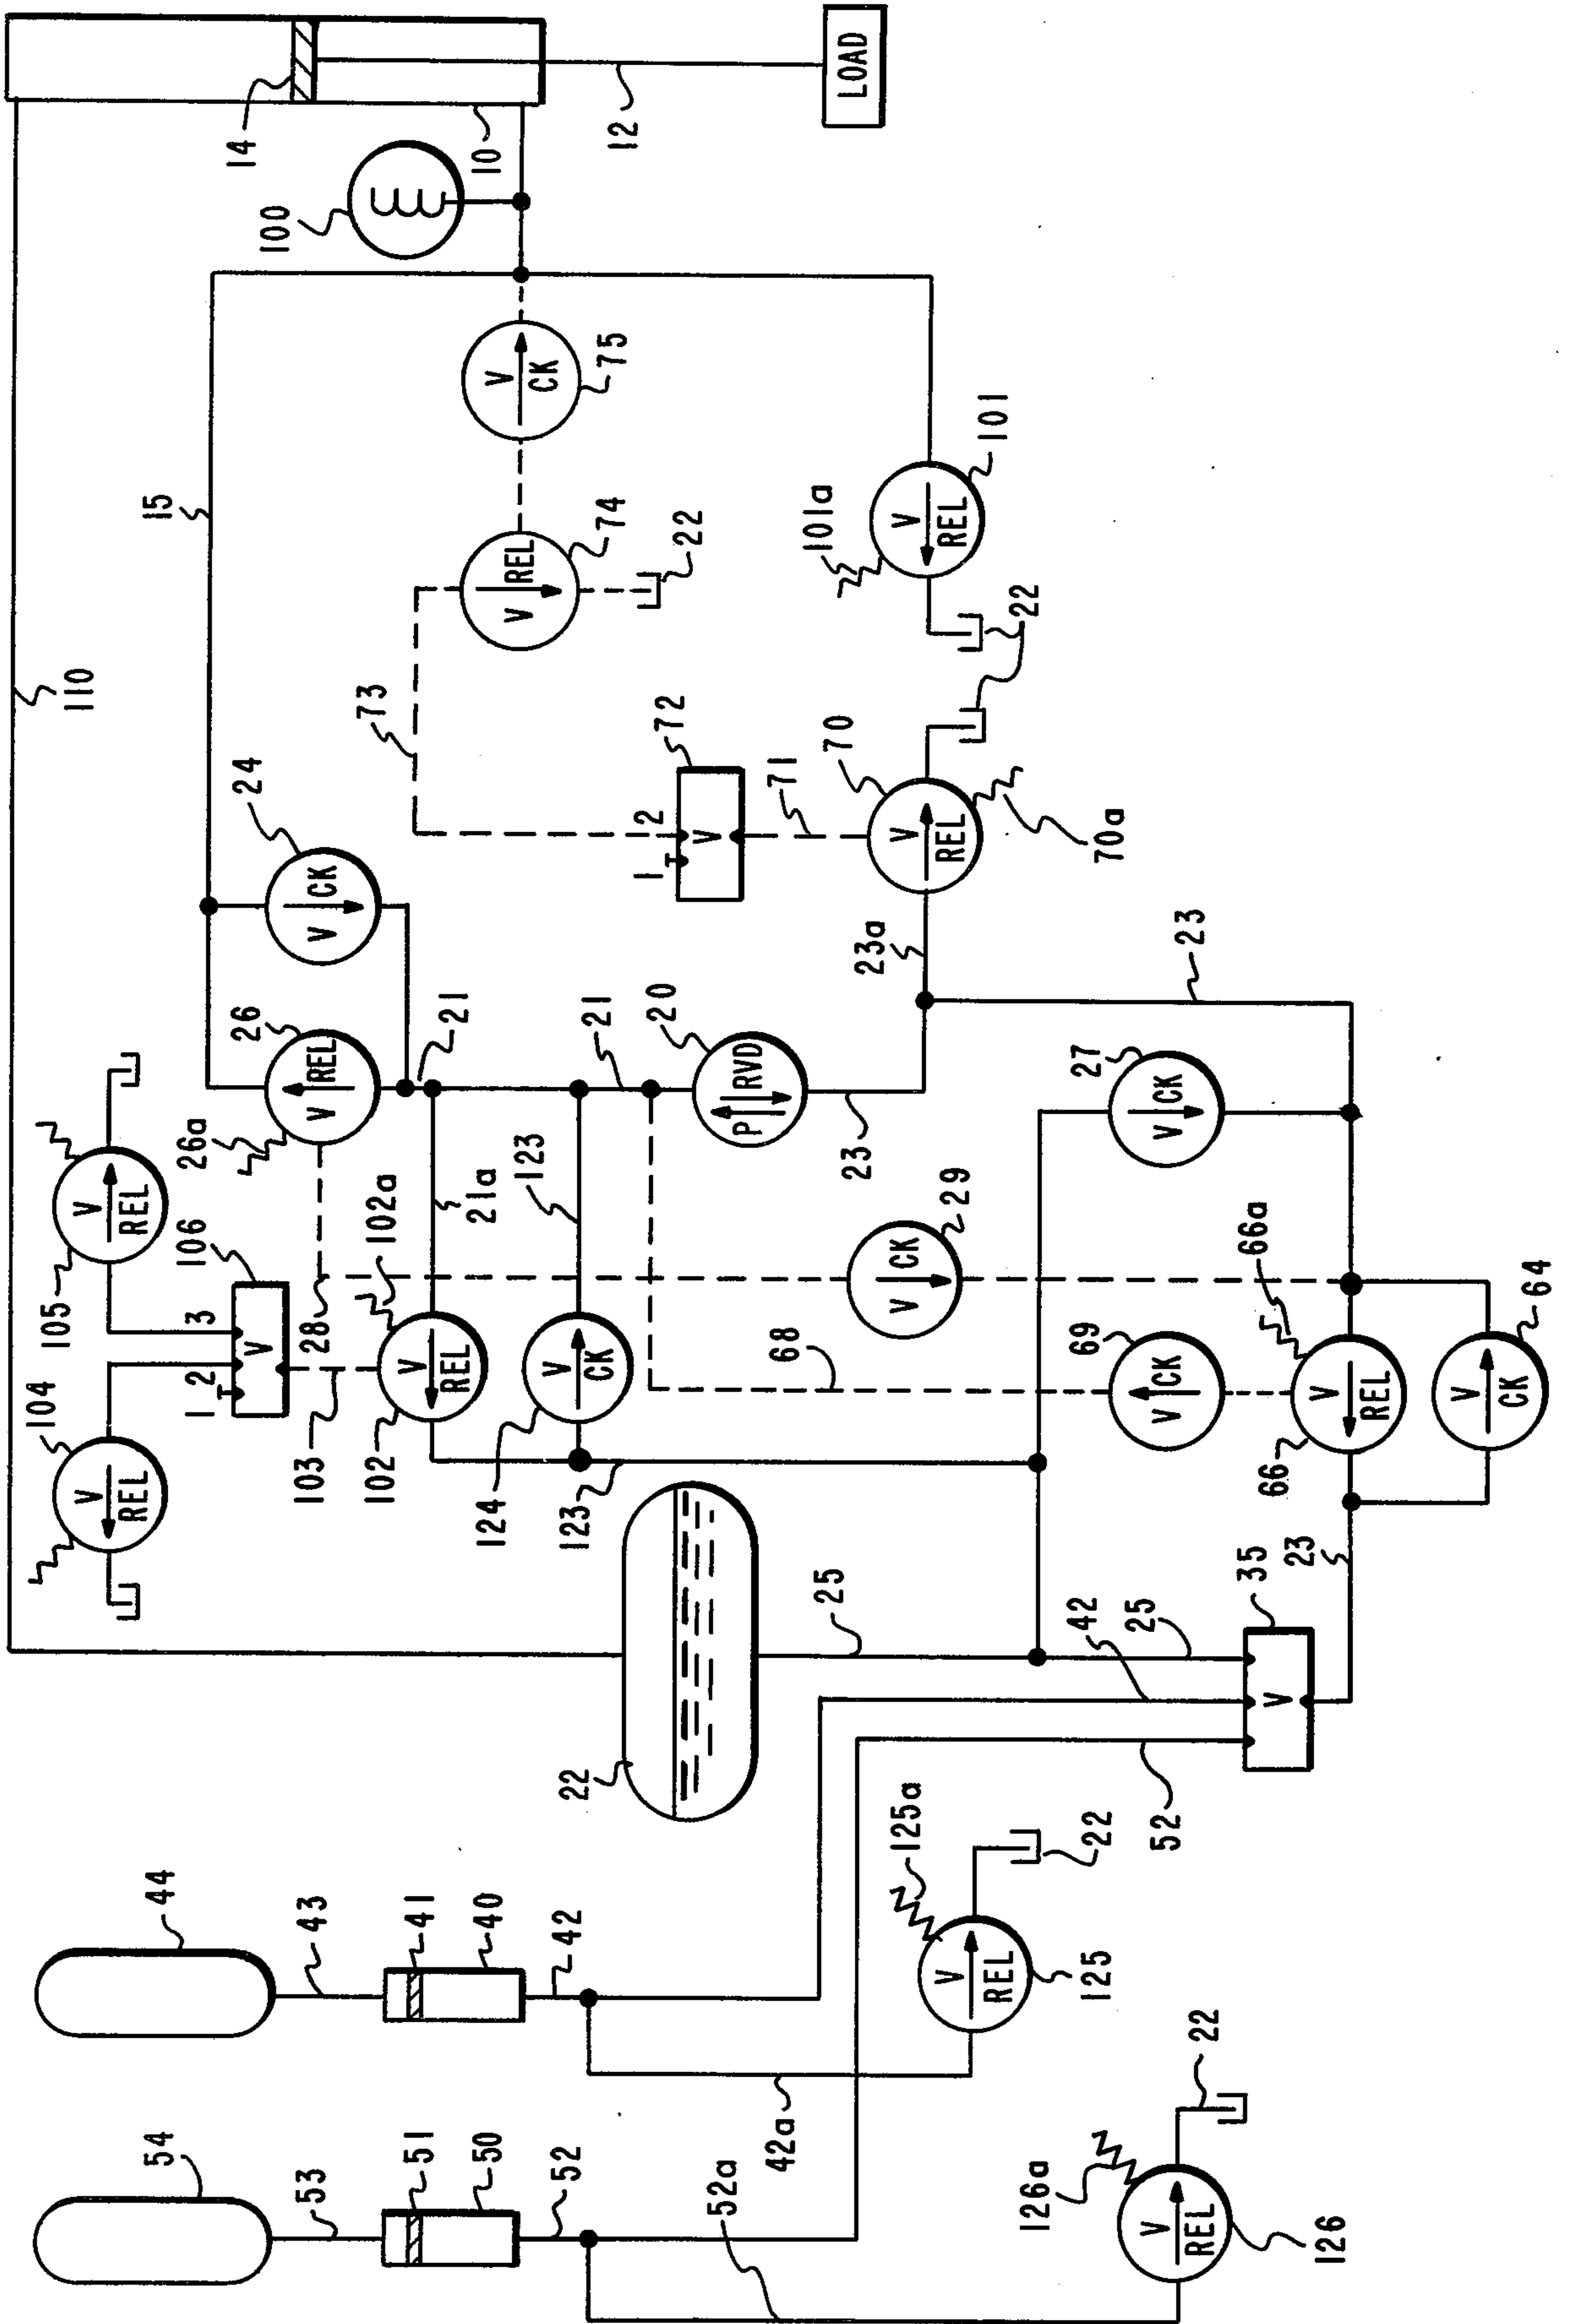 104
105
V
REL
V
REL
110
54
44
15
1
2
3
106
V
26a
26
24
14
53
43
103
28
V
REL
V
CK
100
102
102a
73
51
41
V
REL
21a
21
10
50
40
124
123
74
75
V
CK
V
REL
V
CK
52
42
22
123
21
12
1
2
72
V
22
68
20
P
RVD
71
52a
42a
25
70
101a
LOAD
125a
23a
29
V
CK
23
V
REL
V
REL
101
V
REL
22
126a
22
42
125
69
27
70a
52
25
V
CK
V
CK
126
V
REL
22
35
66
66a
23
V
23
V
REL
V
CK
64